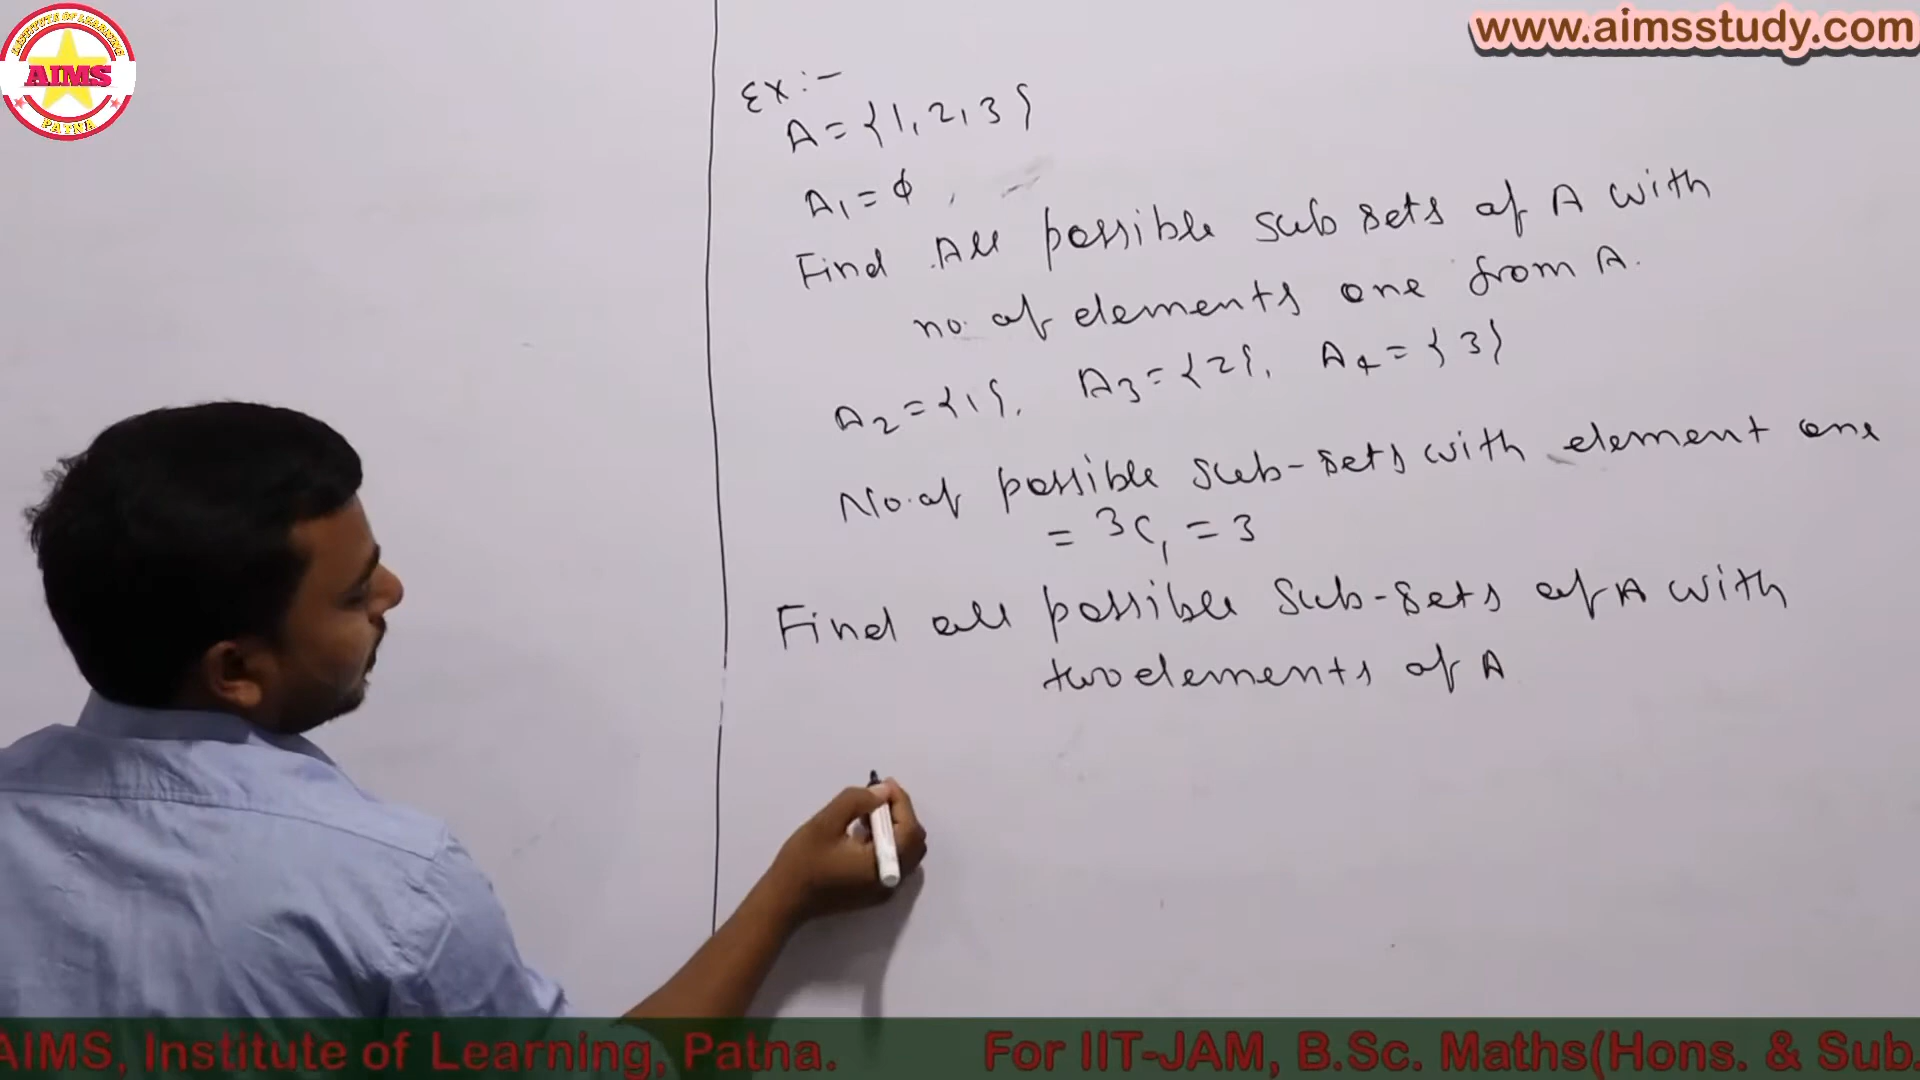 INSTITUTE OF LEARNING
AIMS
PATNA
www.aimsstudy.com
Ex:-
A = {1, 2, 3}
A1 = ϕ,
Find All possible sub sets of A with
no. of elements one from A.
A2 = {1}, A3 = {2}, A4 = {3}
No. of possible sub-sets with element one
= 3C1 = 3
Find all possible sub-sets of A with
two elements of A
AIMS, Institute of Learning, Patna. For IIT-JAM, B.Sc. Maths(Hons. & Sub.